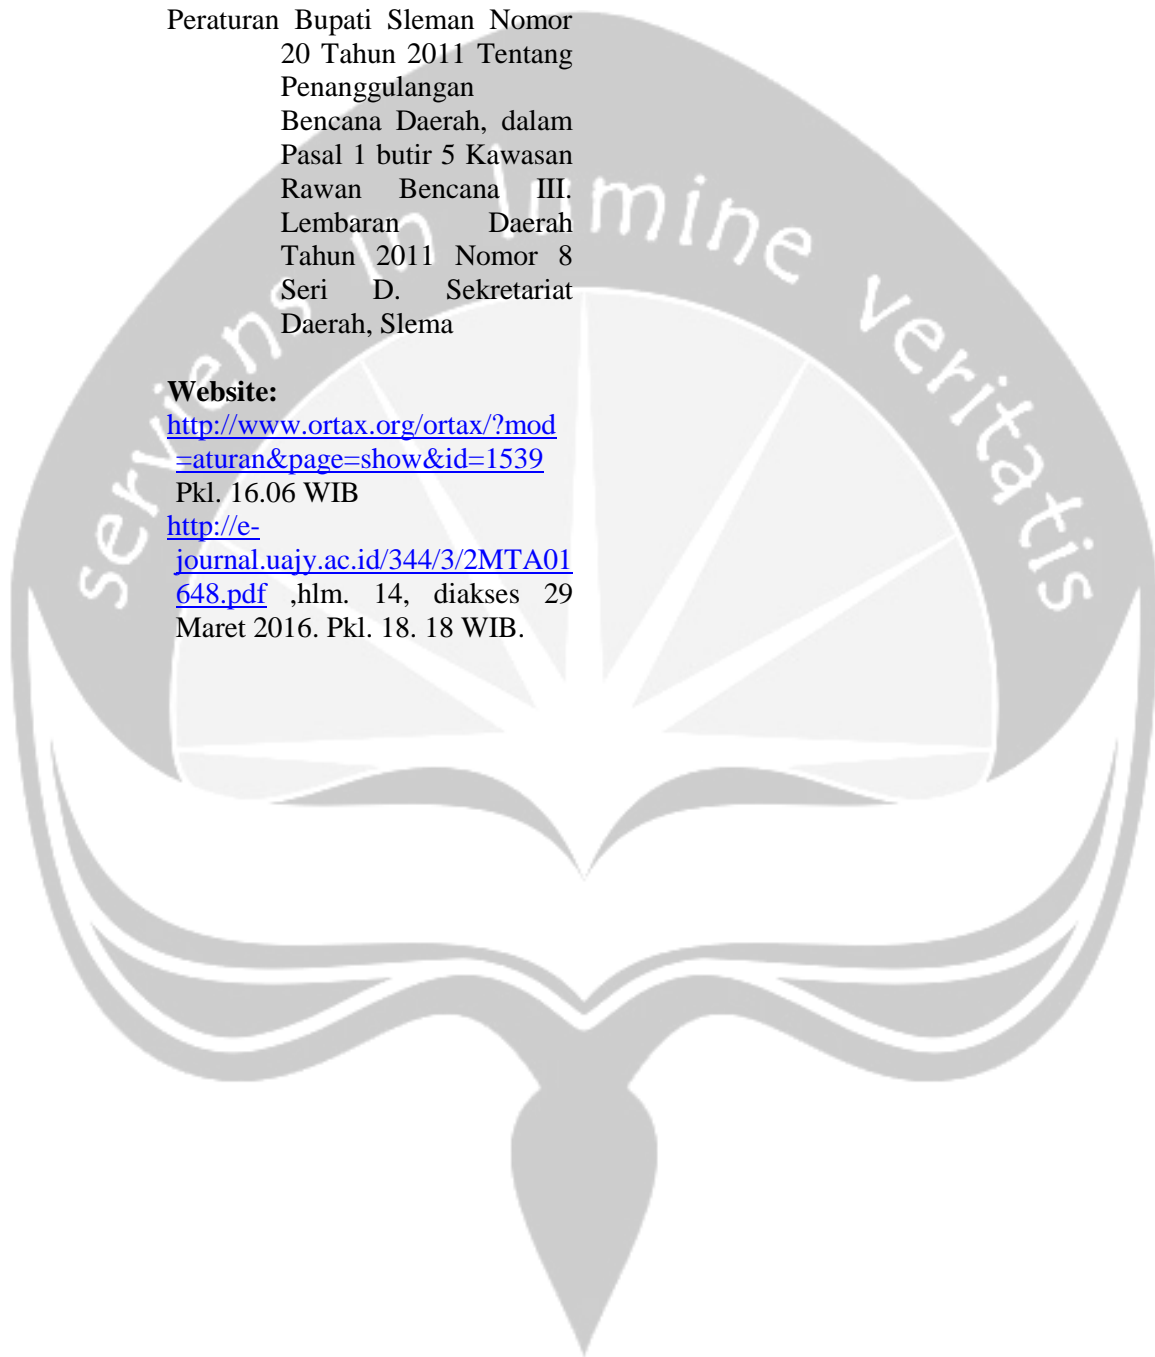 Peraturan Bupati Sleman Nomor
20 Tahun 2011 Tentang
Penanggulangan
Bencana Daerah, dalam
Pasal 1 butir 5 Kawasan
Rawan Bencana III.
Lembaran Daerah
Tahun 2011 Nomor 8
Seri D. Sekretariat
Daerah, Slema
Website:
http://www.ortax.org/ortax/?mod
=aturan&page=show&id=1539
Pkl. 16.06 WIB
http://e-
journal.uajy.ac.id/344/3/2MTA01
648.pdf ,hlm. 14, diakses 29
Maret 2016. Pkl. 18. 18 WIB.
serviens in lumine veritatis